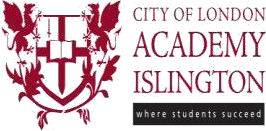 CITY OF LONDON
ACADEMY
ISLINGTON
where students succeed